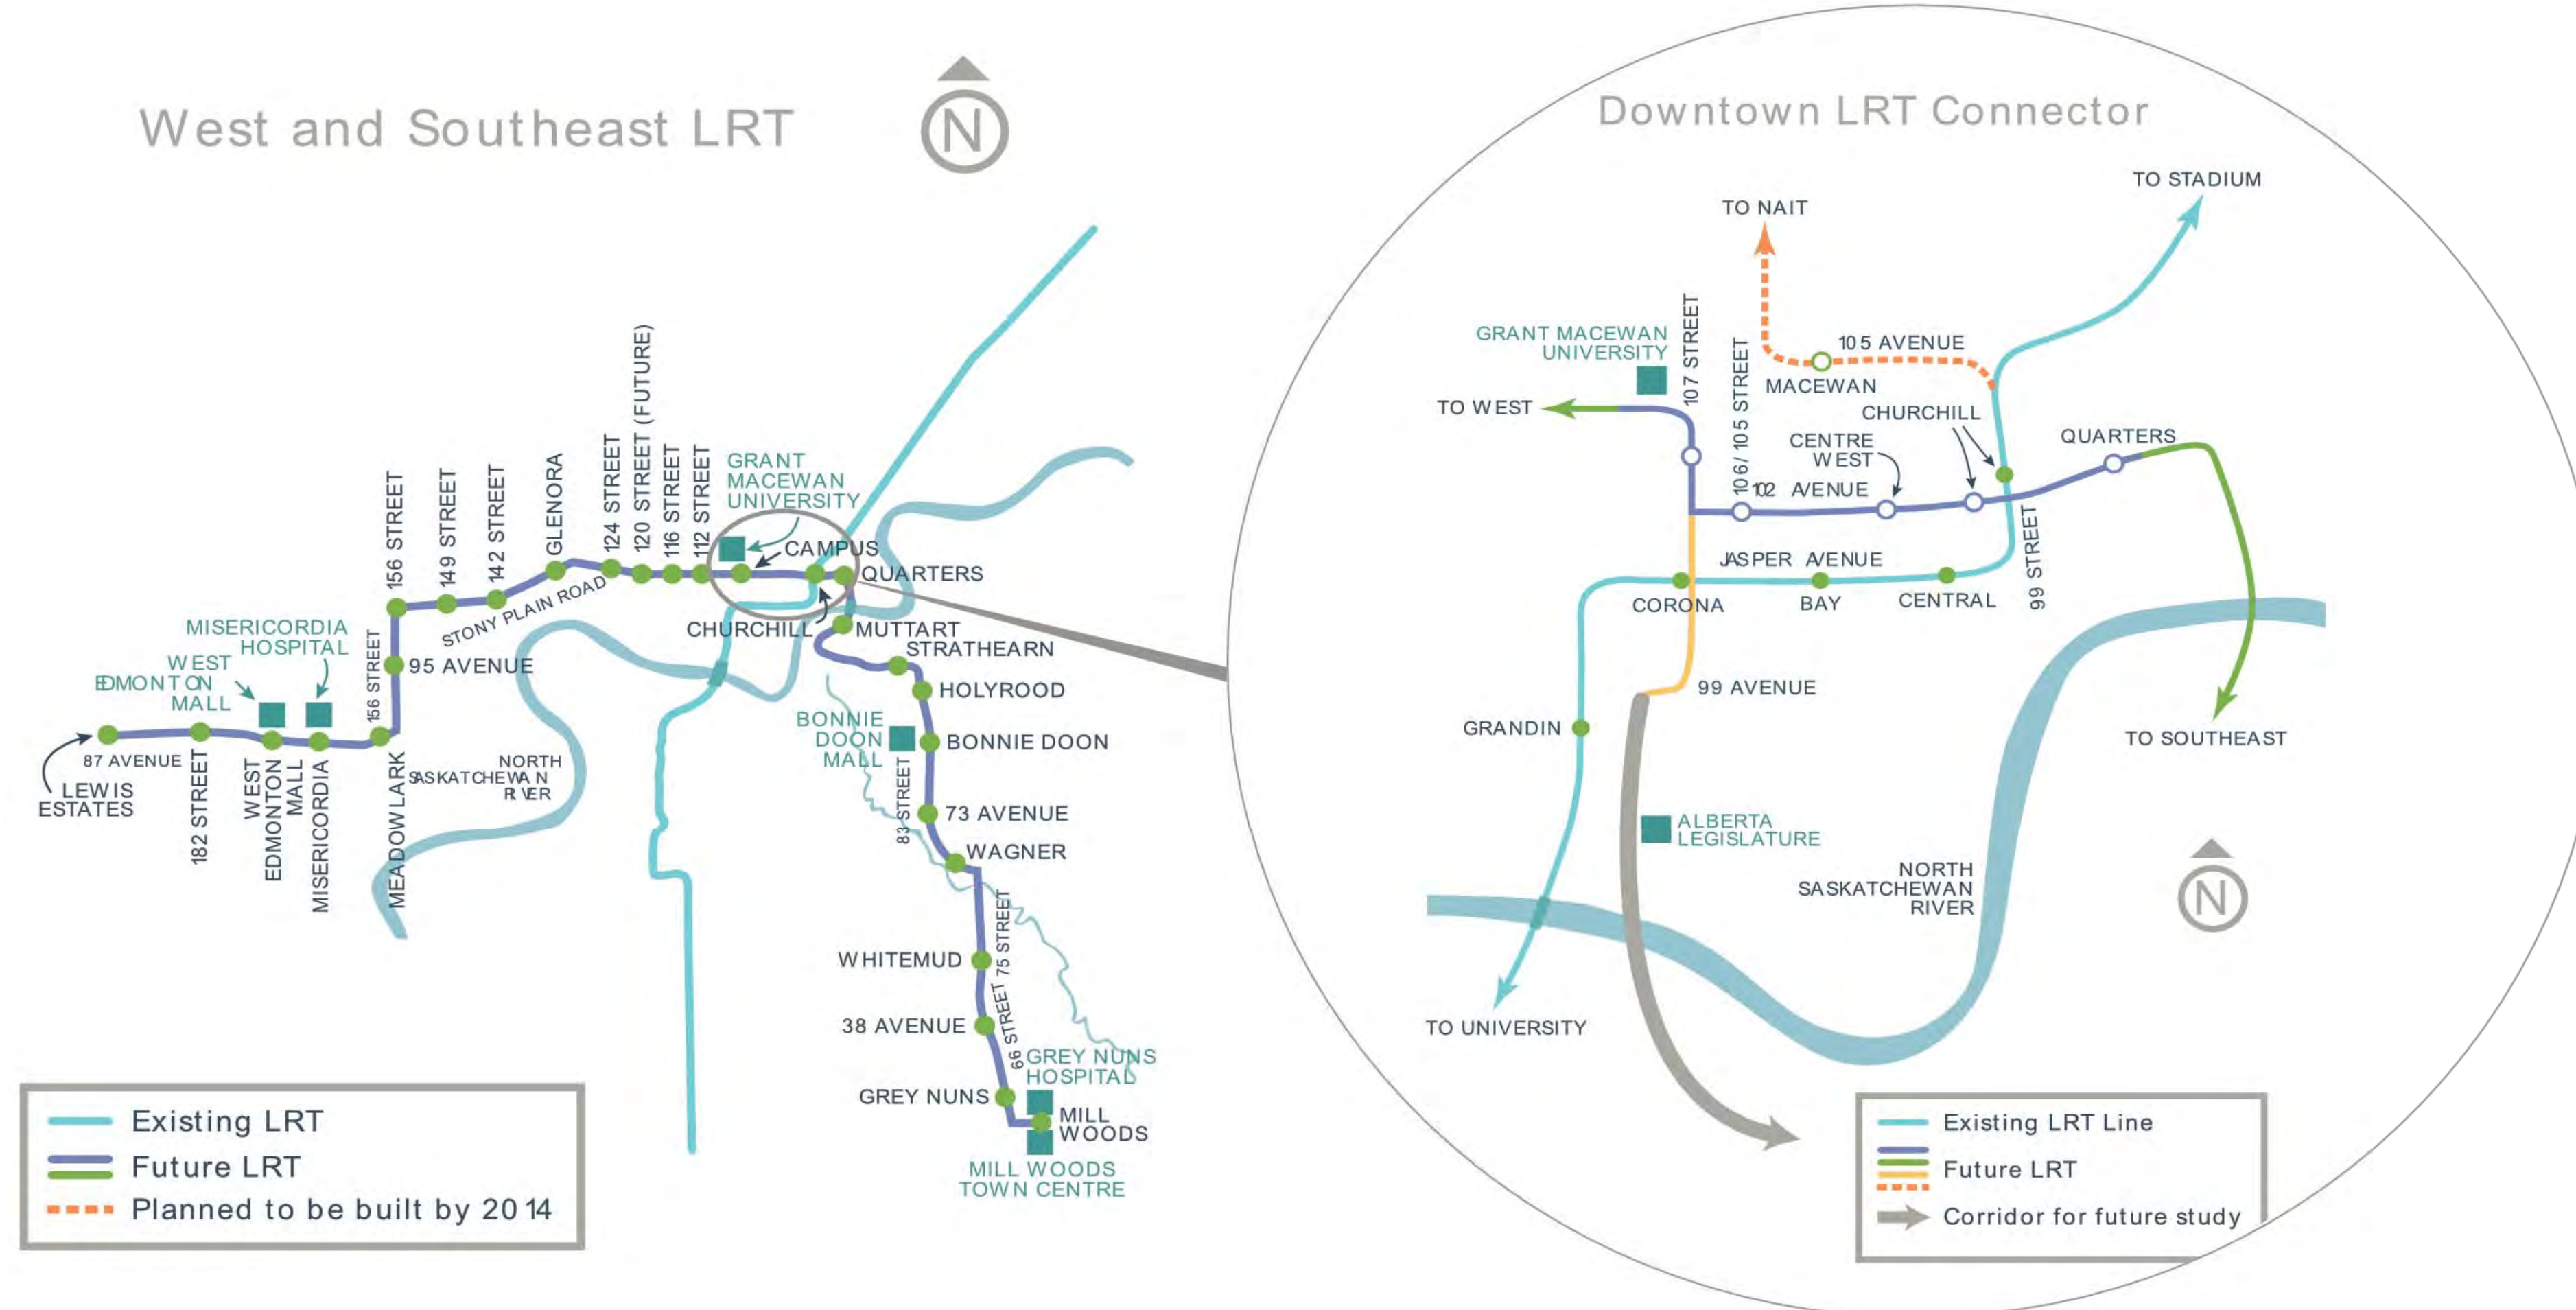 West and Southeast LRT
N
156 STREET
149 STREET
142 STREET
GLENORA
124 STREET
120 STREET (FUTURE)
116 STREET
112 STREET
GRANT
MACEWAN
UNIVERSITY
CAMPUS
QUARTERS
STONY PLAIN ROAD
CHURCHILL
MUTTART
STRATHEARN
HOLYROOD
MISERICORDIA
HOSPITAL
WEST
EDMONTON
MALL
156 STREET
95 AVENUE
87 AVENUE
LEWIS
ESTATES
182 STREET
WEST
EDMONTON
MALL
MISERICORDIA
MEADOWLARK
NORTH
SASKATCHEWAN
RIVER
BONNIE
DOON
MALL
BONNIE DOON
83 STREET
73 AVENUE
WAGNER
75 STREET
WHITEMUD
66 STREET
38 AVENUE
GREY NUNS
HOSPITAL
GREY NUNS
MILL
WOODS
MILL WOODS
TOWN CENTRE
Existing LRT
Future LRT
Planned to be built by 2014
Downtown LRT Connector
TO STADIUM
TO NAIT
GRANT MACEWAN
UNIVERSITY
107 STREET
106/105 STREET
105 AVENUE
MACEWAN
TO WEST
CHURCHILL
CENTRE
WEST
QUARTERS
102 AVENUE
JASPER AVENUE
99 STREET
CORONA
BAY
CENTRAL
99 AVENUE
GRANDIN
TO SOUTHEAST
ALBERTA
LEGISLATURE
NORTH
SASKATCHEWAN
RIVER
N
TO UNIVERSITY
Existing LRT Line
Future LRT
Corridor for future study